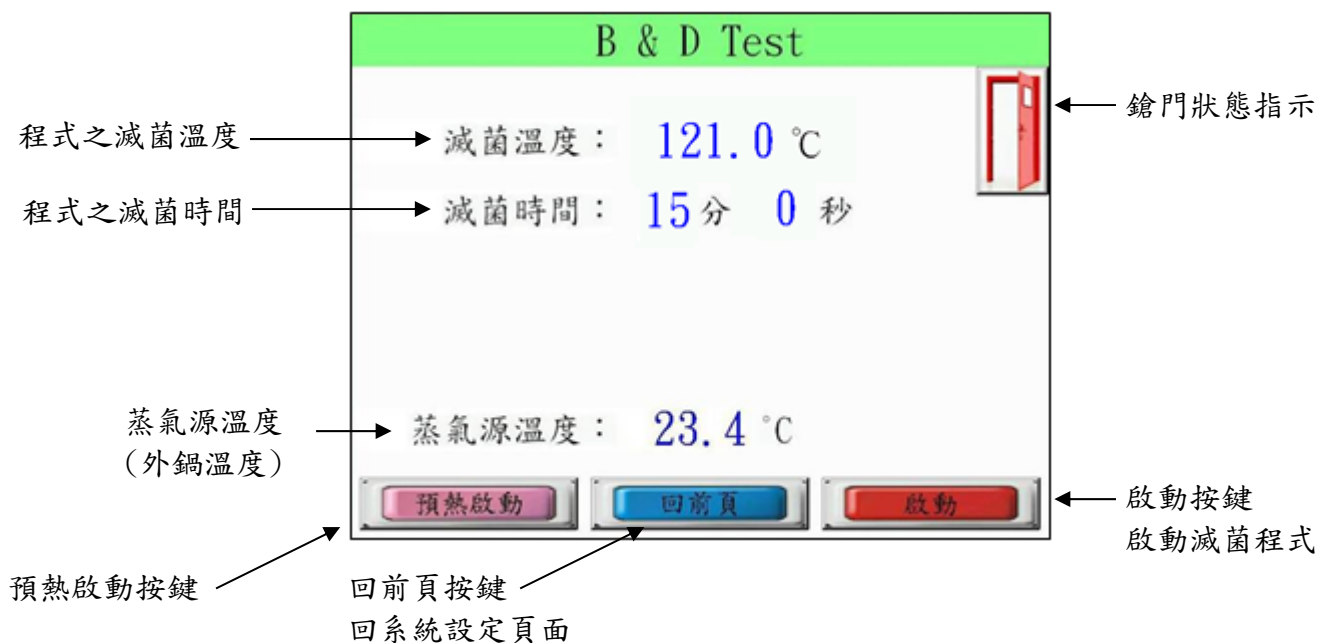 B & D Test
鎗門狀態指示
程式之滅菌溫度
滅菌溫度： 121.0 ℃
程式之滅菌時間
滅菌時間： 15分 0 秒
蒸氣源溫度
（外鍋溫度）
蒸氣源溫度： 23.4 ℃
預熱啟動
回前頁
啟動
啟動按鍵
啟動滅菌程式
預熱啟動按鍵
回前頁按鍵
回系統設定頁面